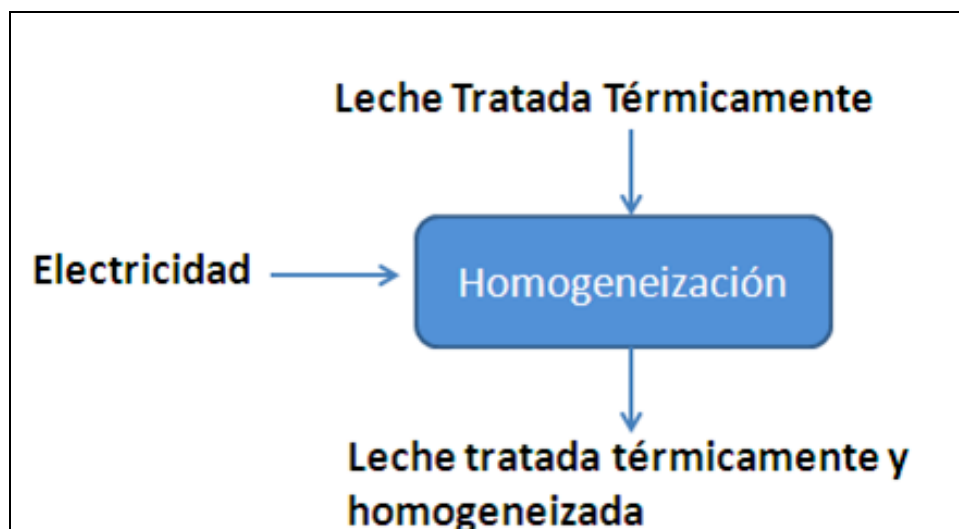 Leche Tratada Térmicamente
Electricidad
Homogeneización
Leche tratada térmicamente y
homogeneizada